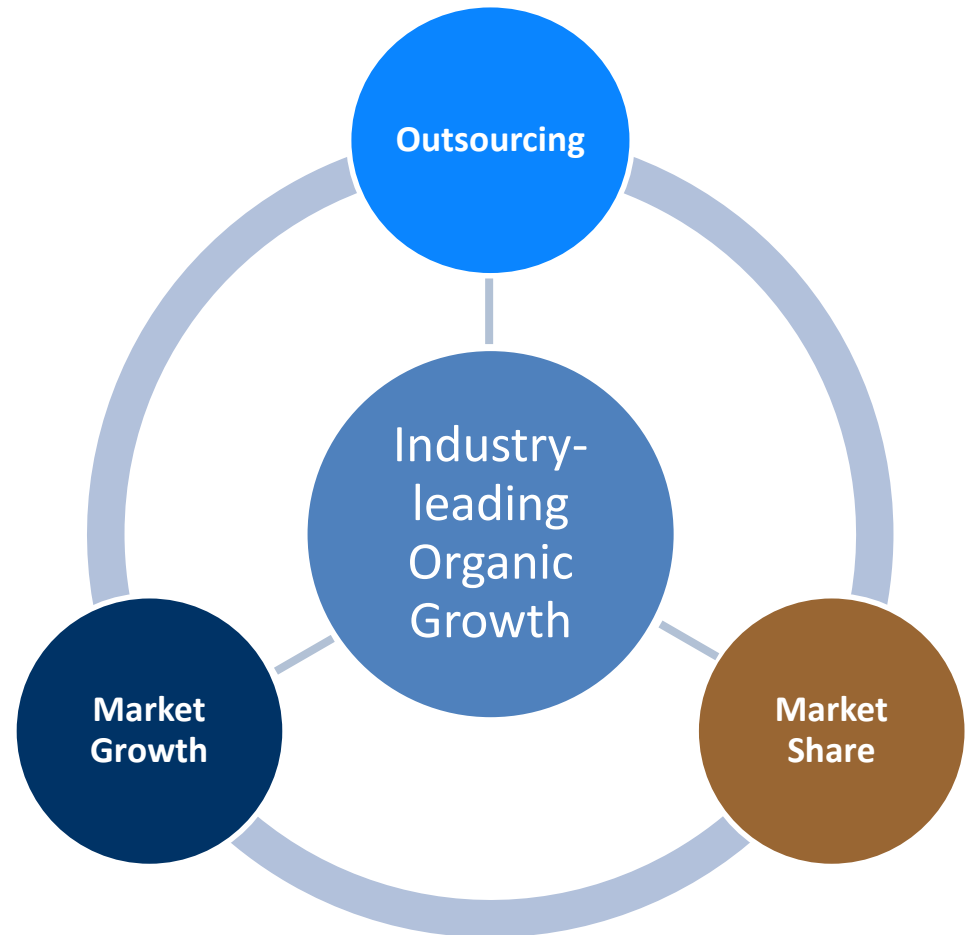 Outsourcing
Industry-
leading
Organic
Growth
Market
Growth
Market
Share